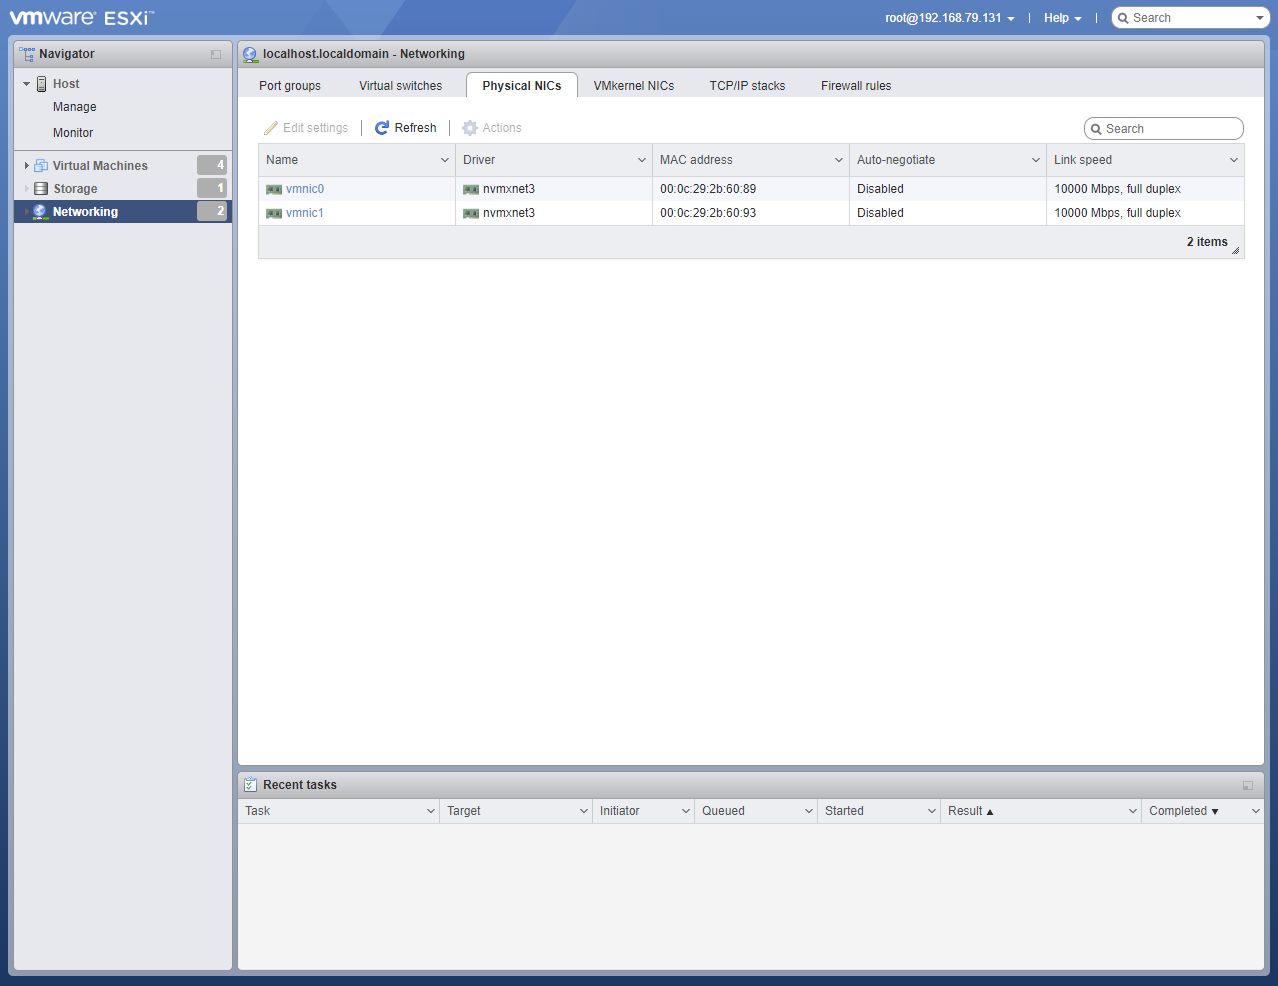 vmware ESXi™
root@192.168.79.131 | Help | Search
Navigator
Host
Manage
Monitor
Virtual Machines 4
Storage 1
Networking 2
localhost.localdomain - Networking
Port groups Virtual switches Physical NICs VMkernel NICs TCP/IP stacks Firewall rules
Edit settings | Refresh | Actions Search
Name Driver MAC address Auto-negotiate Link speed
vmnic0 nvmxnet3 00:0c:29:2b:60:89 Disabled 10000 Mbps, full duplex
vmnic1 nvmxnet3 00:0c:29:2b:60:93 Disabled 10000 Mbps, full duplex
2 items
Recent tasks
Task Target Initiator Queued Started Result ▲ Completed ▼